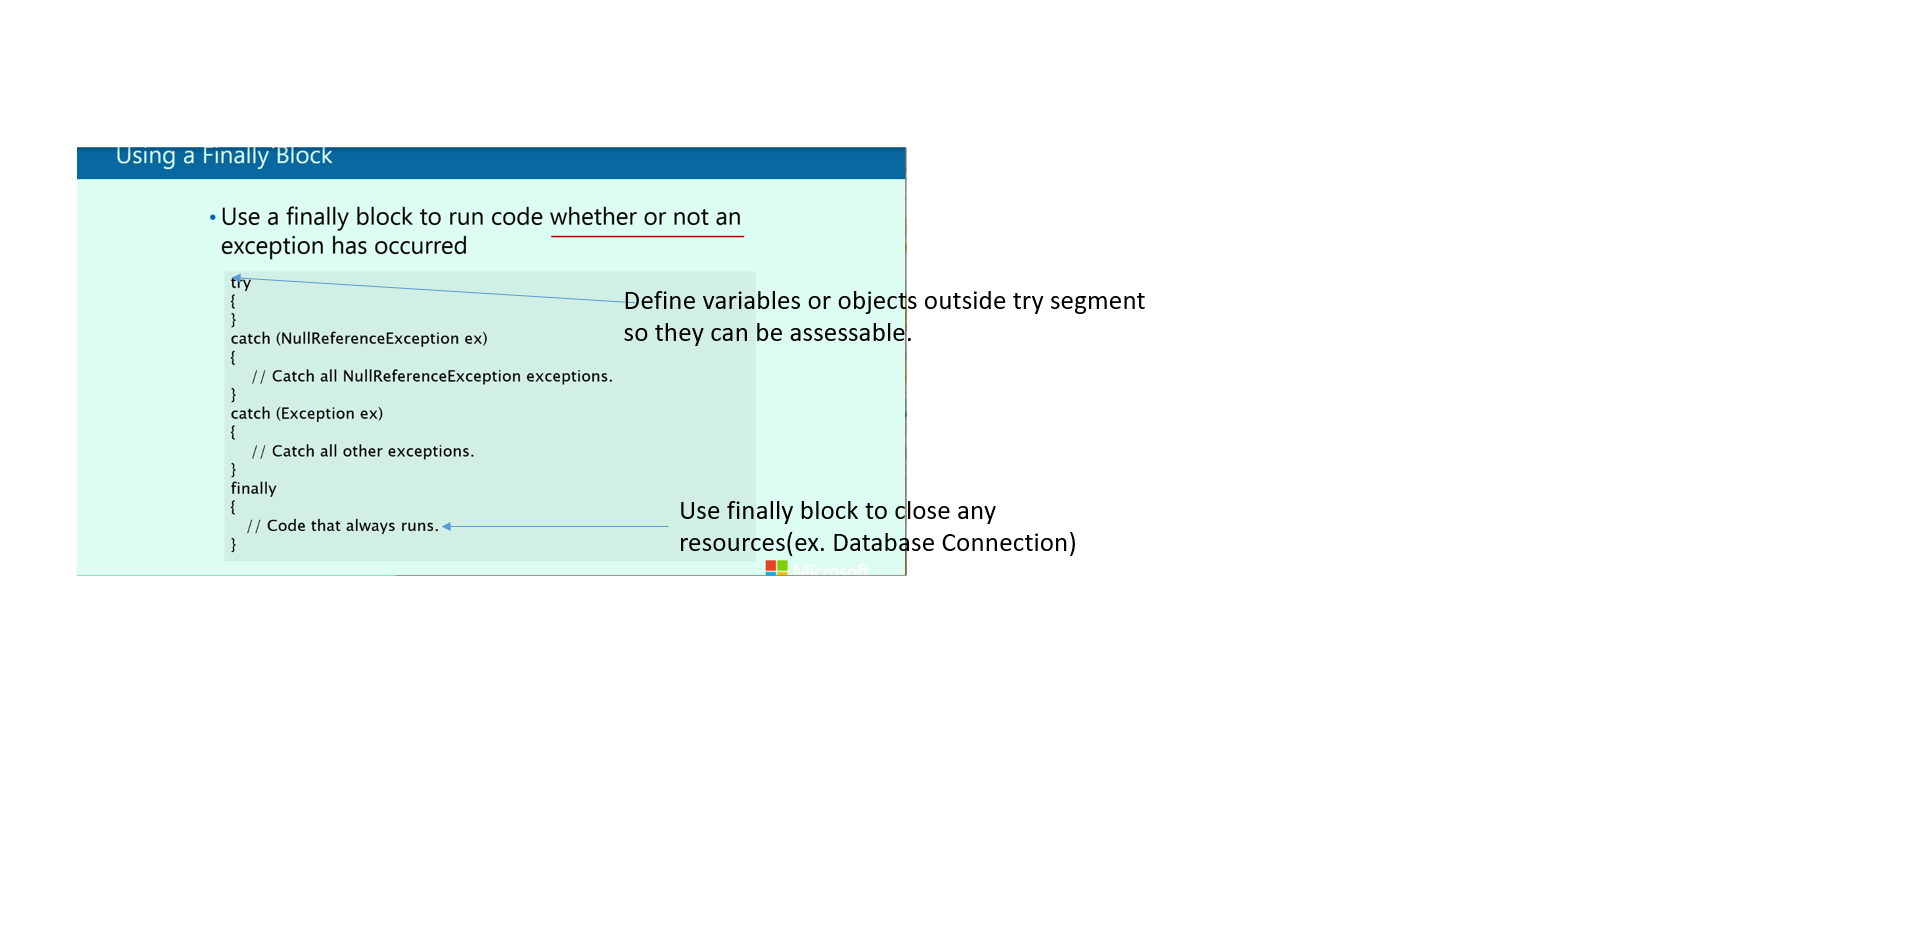 Using a Finally Block
• Use a finally block to run code whether or not an
exception has occurred
try
{
}
catch (NullReferenceException ex)
{
// Catch all NullReferenceException exceptions.
}
catch (Exception ex)
{
// Catch all other exceptions.
}
finally
{
// Code that always runs.
}
Define variables or objects outside try segment
so they can be assessable.
Use finally block to close any
resources(ex. Database Connection)
Microsoft